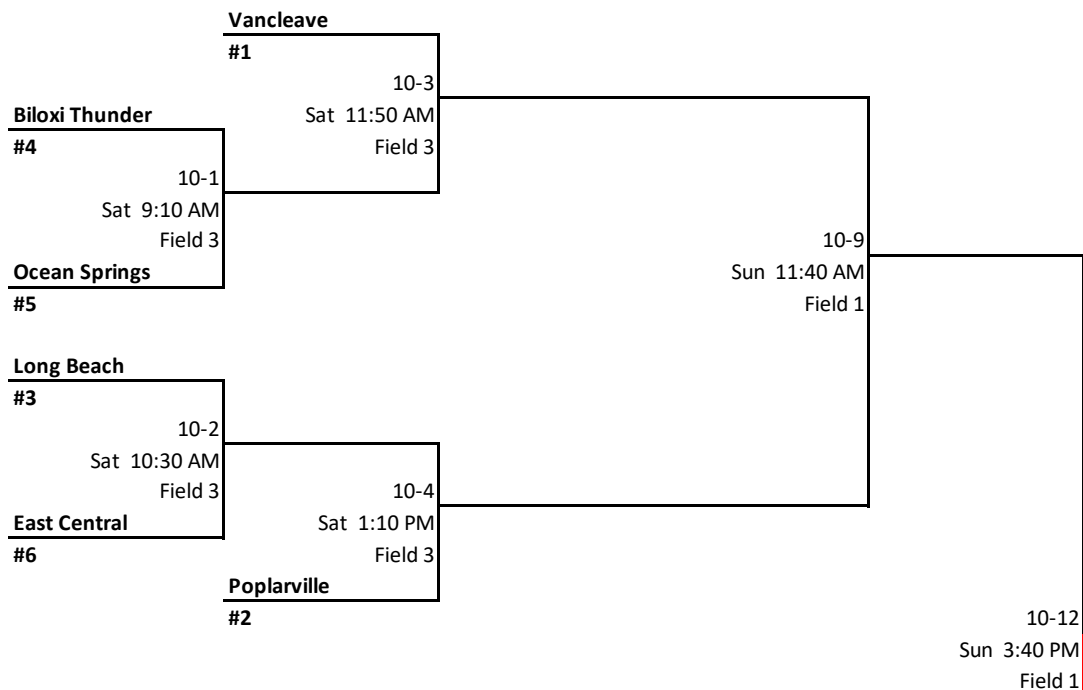 Vancleave
#1
10-3
Sat 11:50 AM
Field 3
Biloxi Thunder
#4
10-1
Sat 9:10 AM
Field 3
Ocean Springs
#5
10-9
Sun 11:40 AM
Field 1
Long Beach
#3
10-2
Sat 10:30 AM
Field 3
East Central
#6
10-4
Sat 1:10 PM
Field 3
Poplarville
#2
10-12
Sun 3:40 PM
Field 1